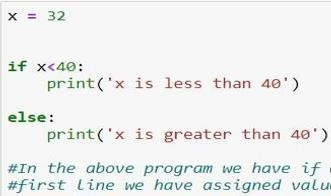 x = 32
if x<40:
    print('x is less than 40')
else:
    print('x is greater than 40')
#In the above program we have if
#first line we have assigned